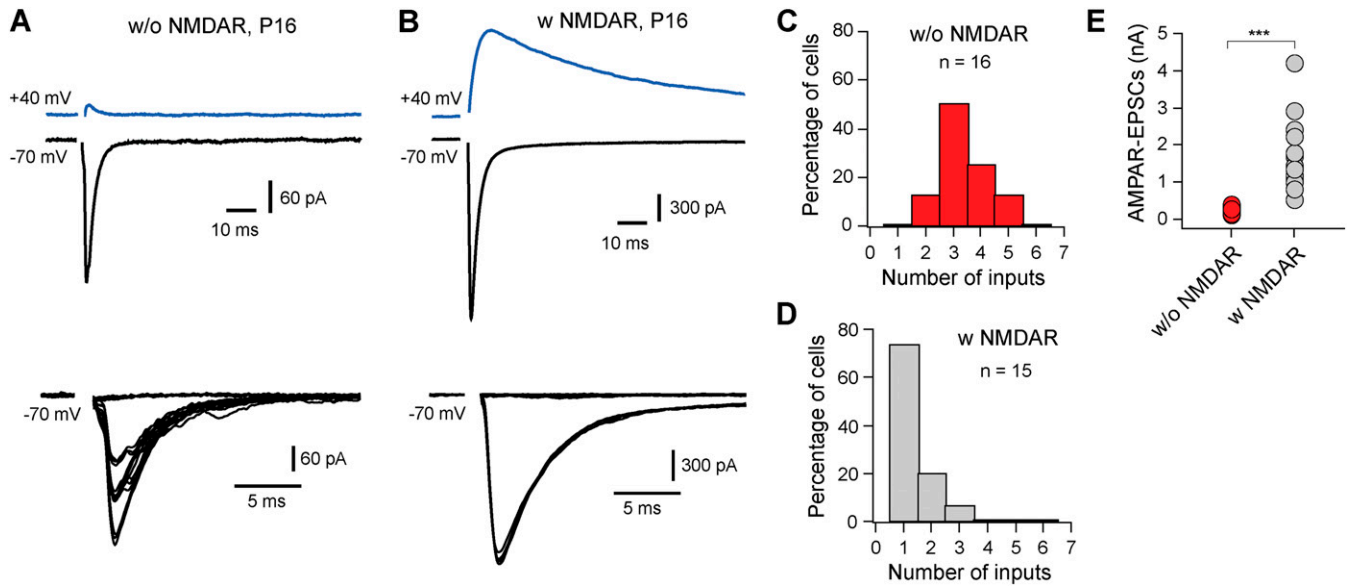 A
w/o NMDAR, P16
+40 mV
-70 mV
60 pA
10 ms
-70 mV
60 pA
5 ms
B
w NMDAR, P16
+40 mV
-70 mV
300 pA
10 ms
-70 mV
300 pA
5 ms
C
w/o NMDAR
n = 16
Percentage of cells
80
60
40
20
0
0 1 2 3 4 5 6 7
Number of inputs
D
w NMDAR
n = 15
Percentage of cells
80
60
40
20
0
0 1 2 3 4 5 6 7
Number of inputs
E
***
AMPAR-EPSCs (nA)
5
4
3
2
1
0
w/o NMDAR
w NMDAR